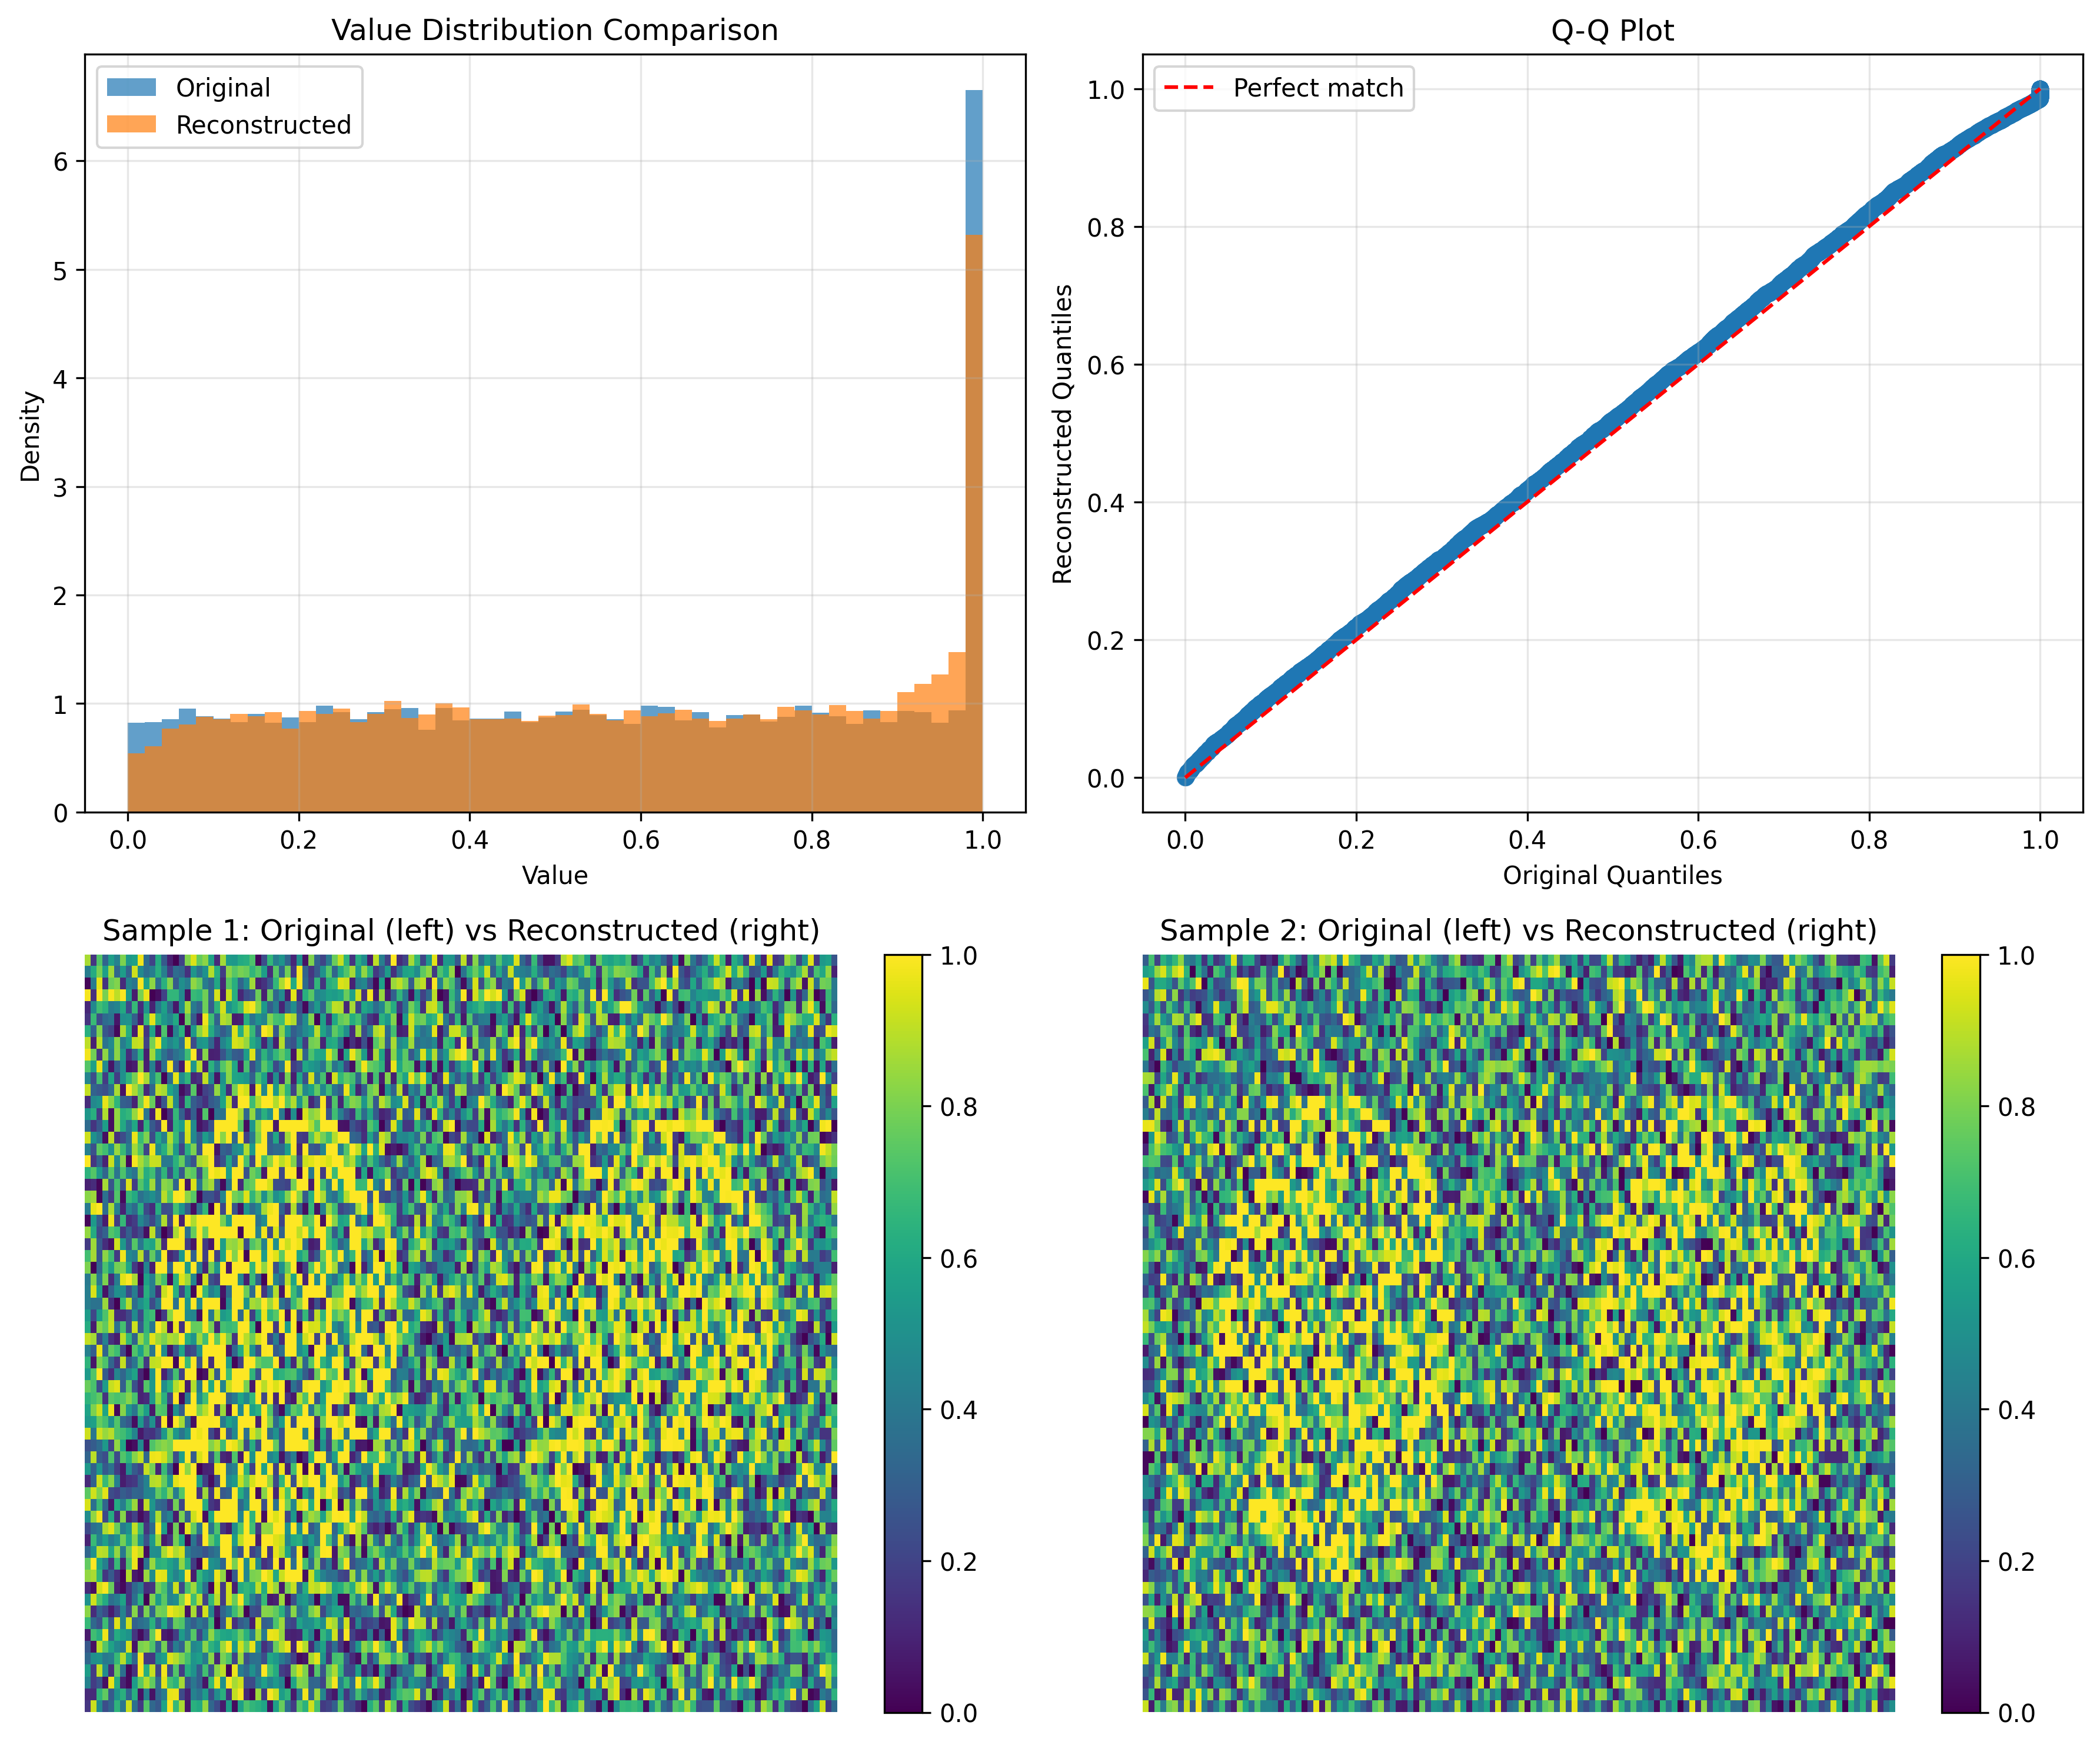 Value Distribution Comparison
Original
Reconstructed
6
5
4
3
2
1
0
Density
0.0 0.2 0.4 0.6 0.8 1.0
Value
Q-Q Plot
Perfect match
1.0
0.8
0.6
0.4
0.2
0.0
Reconstructed Quantiles
0.0 0.2 0.4 0.6 0.8 1.0
Original Quantiles
Sample 1: Original (left) vs Reconstructed (right)
1.0
0.8
0.6
0.4
0.2
0.0
Sample 2: Original (left) vs Reconstructed (right)
1.0
0.8
0.6
0.4
0.2
0.0